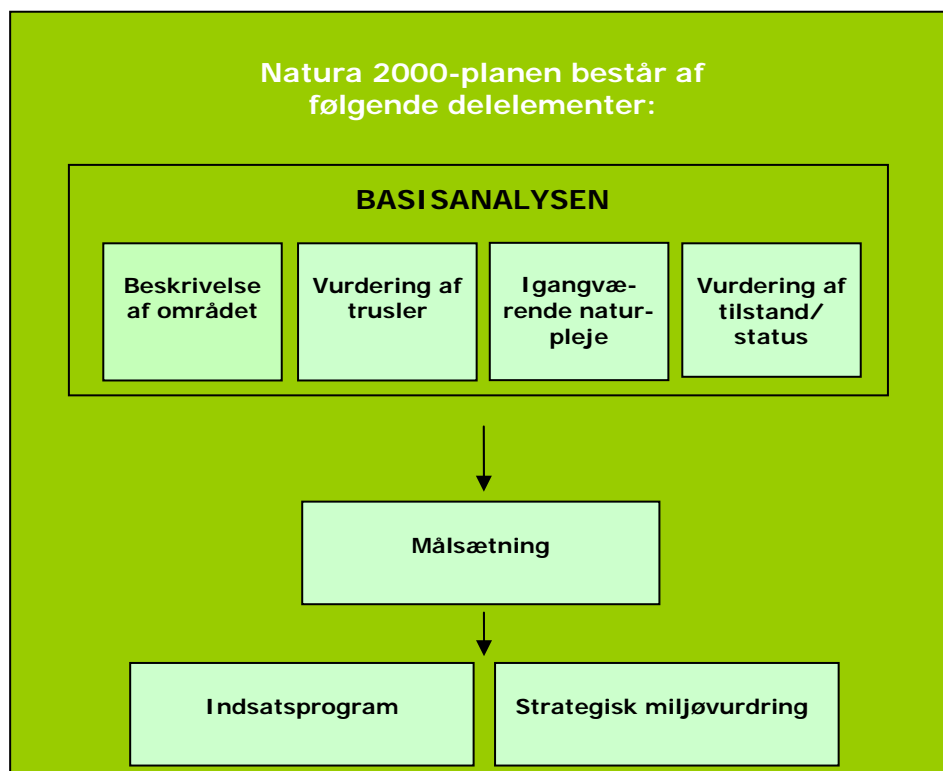 Natura 2000-planen består af
følgende delelementer:
BASISANALYSEN
Beskrivelse
af området
Vurdering af
trusler
Igangvæ-
rende natur-
pleje
Vurdering af
tilstand/
status
Målsætning
Indsatsprogram
Strategisk miljøvurdring